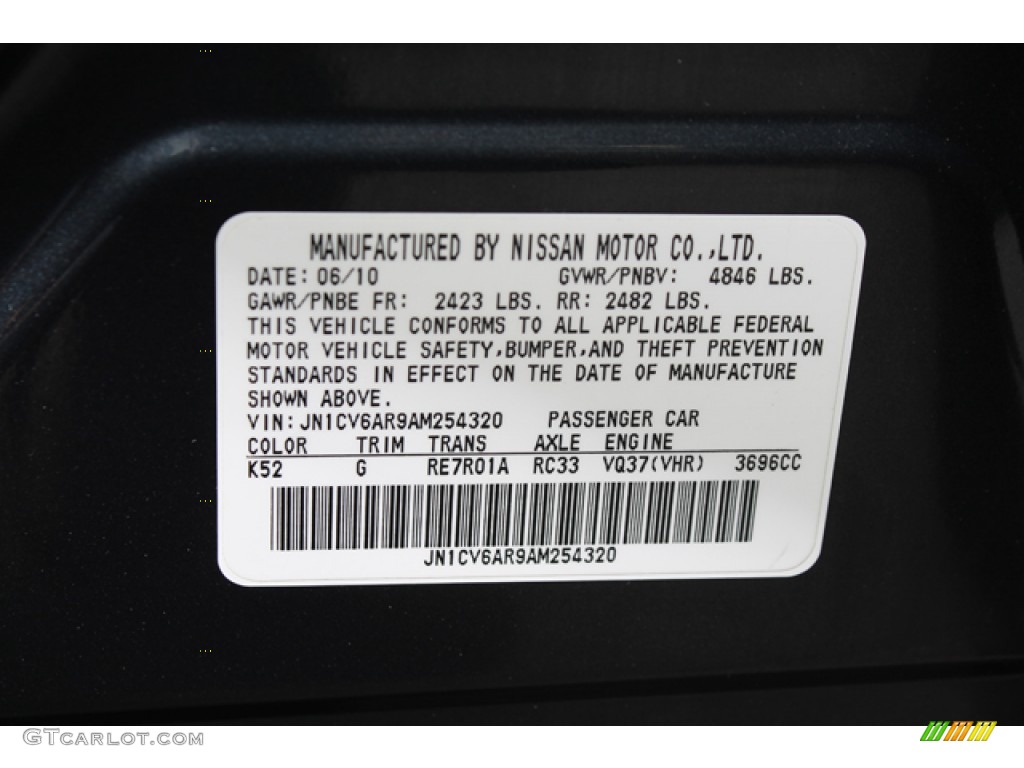 MANUFACTURED BY NISSAN MOTOR CO.,LTD.
DATE: 06/10 GVWR/PNBV: 4846 LBS.
GAWR/PNBE FR: 2423 LBS. RR: 2482 LBS.
THIS VEHICLE CONFORMS TO ALL APPLICABLE FEDERAL
MOTOR VEHICLE SAFETY,BUMPER,AND THEFT PREVENTION
STANDARDS IN EFFECT ON THE DATE OF MANUFACTURE
SHOWN ABOVE.
VIN:JN1CV6AR9AM254320 PASSENGER CAR
COLOR TRIM TRANS AXLE ENGINE
K52 G RE7R01A RC33 VQ37(VHR) 3696CC
JN1CV6AR9AM254320
GTCARLOT.COM